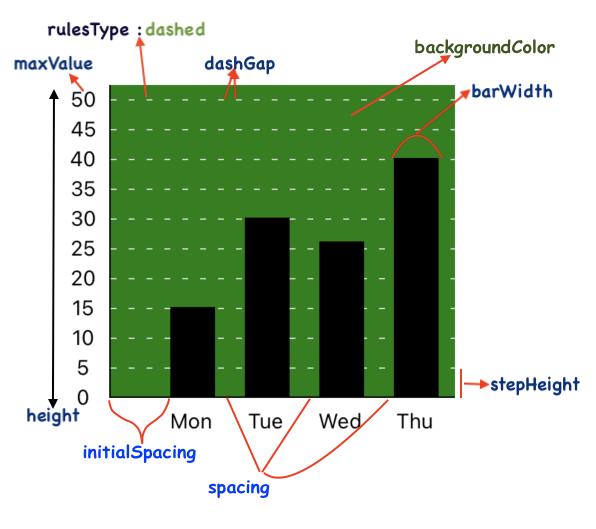 rulesType : dashed
maxValue
dashGap
backgroundColor
barWidth
50
45
40
35
30
25
20
15
10
5
0
stepHeight
height
Mon Tue Wed Thu
initialSpacing
spacing